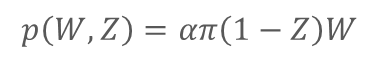 p(W, Z) = απ(1 − Z)W